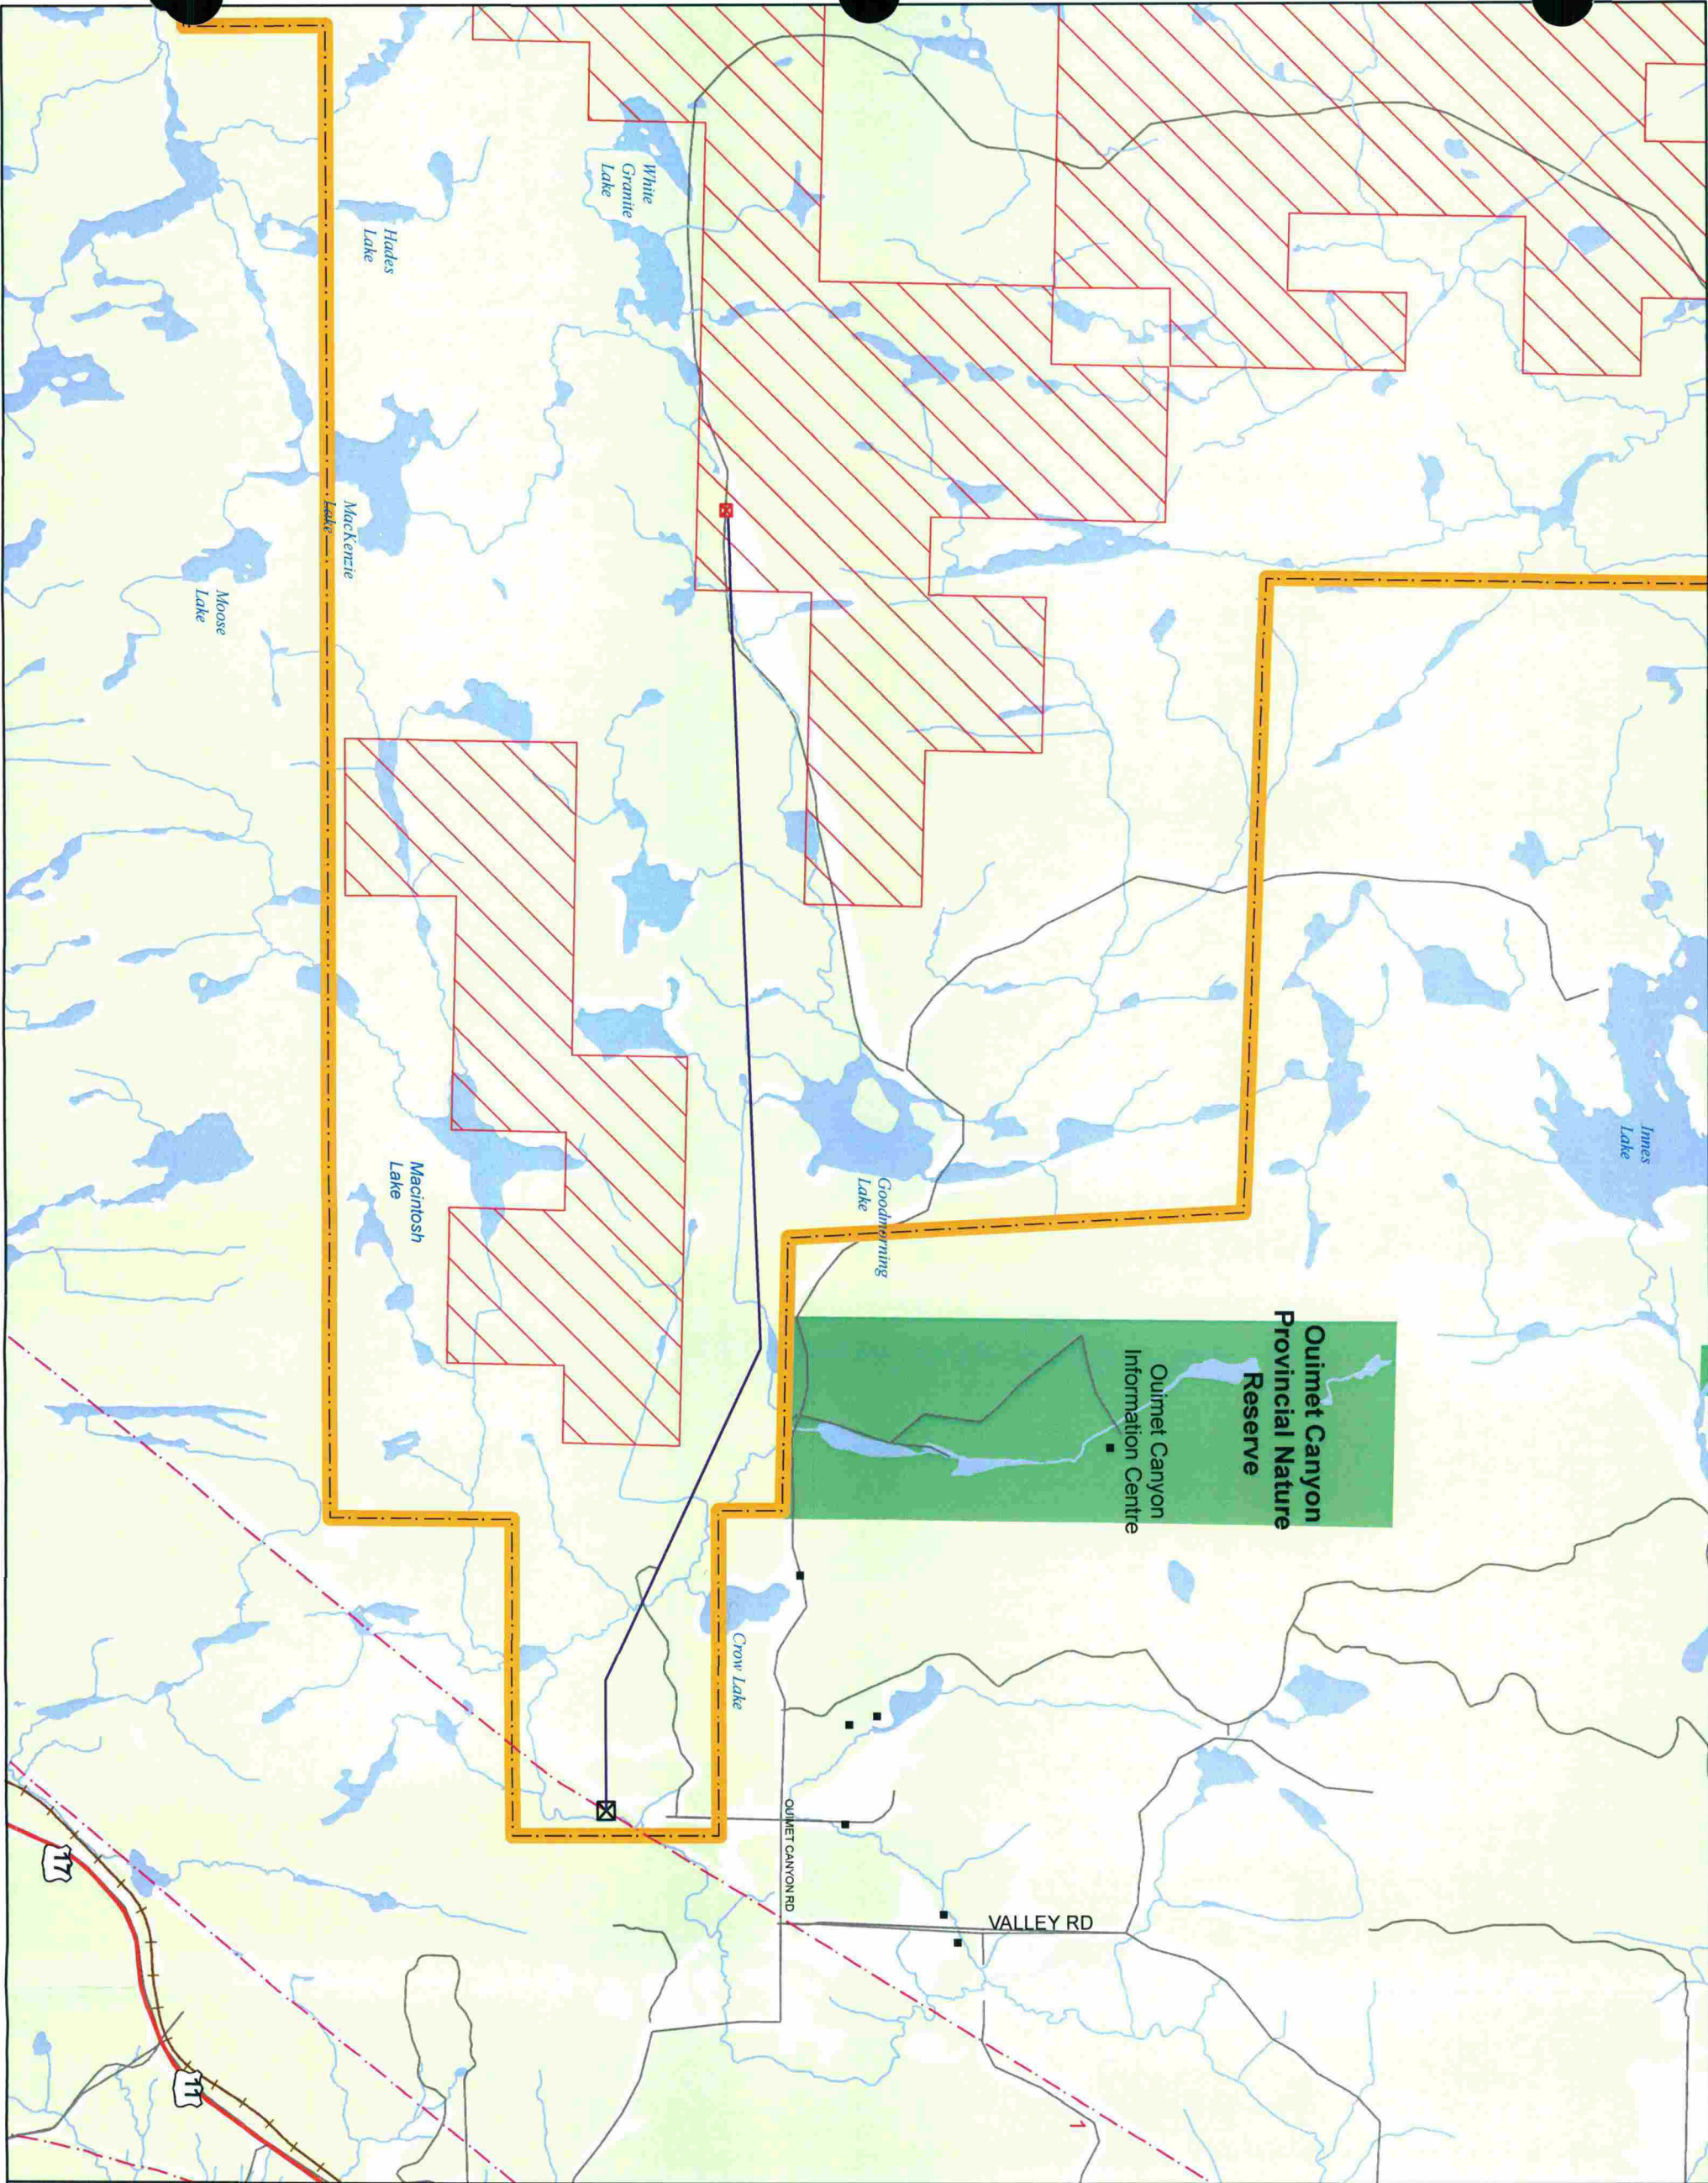 White
Granite
Lake
Hades
Lake
MacKenzie
Lake
Moose
Lake
Innes
Lake
Goodmorning
Lake
Macintosh
Lake
Ouimet Canyon
Provincial Nature
Reserve
Ouimet Canyon
Information Centre
Crow Lake
OUIMET CANYON RD
VALLEY RD
17
11
1